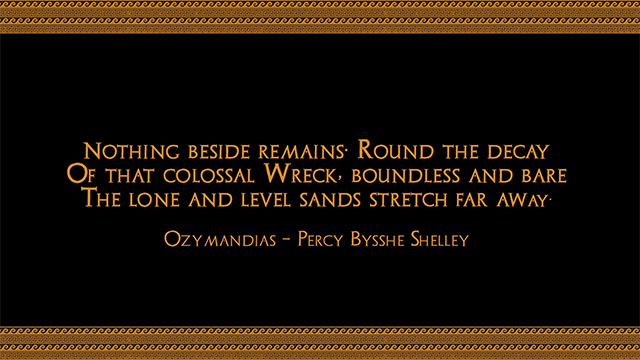 Nothing beside remains. Round the decay
Of that colossal Wreck, boundless and bare
The lone and level sands stretch far away.
Ozymandias - Percy Bysshe Shelley